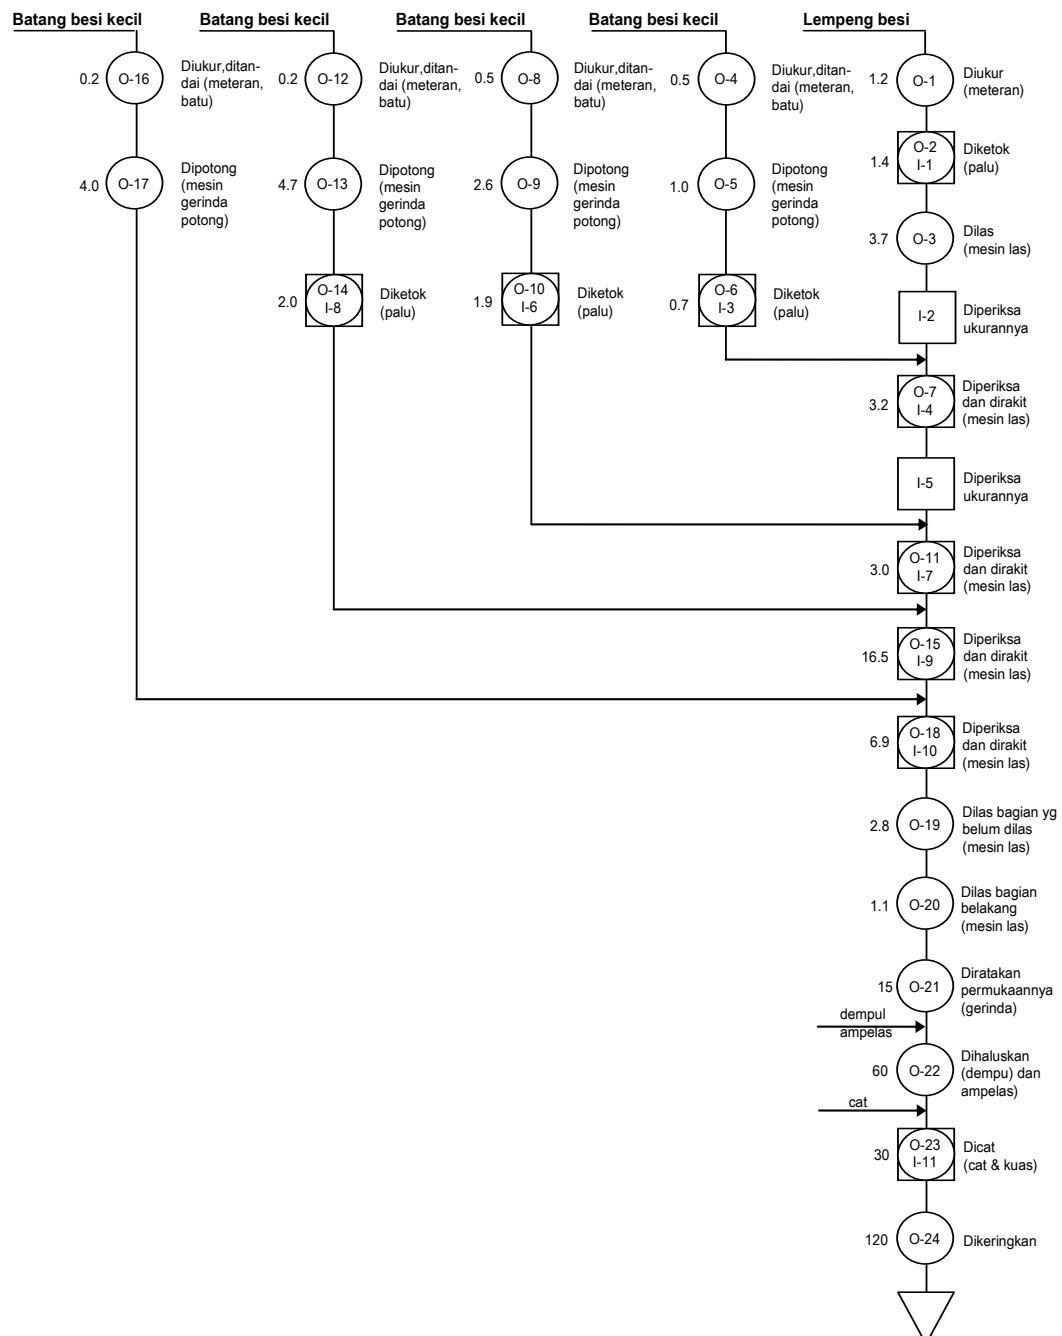 Batang besi kecil
Batang besi kecil
Batang besi kecil
Batang besi kecil
Lempeng besi
0.2
O-16
Diukur,ditan-
dai (meteran,
batu)
0.2
O-12
Diukur,ditan-
dai (meteran,
batu)
0.5
O-8
Diukur,ditan-
dai (meteran,
batu)
0.5
O-4
Diukur,ditan-
dai (meteran,
batu)
1.2
O-1
Diukur
(meteran)
1.4
O-2
I-1
Diketok
(palu)
4.0
O-17
Dipotong
(mesin
gerinda
potong)
4.7
O-13
Dipotong
(mesin
gerinda
potong)
2.6
O-9
Dipotong
(mesin
gerinda
potong)
1.0
O-5
Dipotong
(mesin
gerinda
potong)
3.7
O-3
Dilas
(mesin las)
2.0
O-14
I-8
Diketok
(palu)
1.9
O-10
I-6
Diketok
(palu)
0.7
O-6
I-3
Diketok
(palu)
I-2
Diperiksa
ukurannya
3.2
O-7
I-4
Diperiksa
dan dirakit
(mesin las)
I-5
Diperiksa
ukurannya
3.0
O-11
I-7
Diperiksa
dan dirakit
(mesin las)
16.5
O-15
I-9
Diperiksa
dan dirakit
(mesin las)
6.9
O-18
I-10
Diperiksa
dan dirakit
(mesin las)
2.8
O-19
Dilas bagian yg
belum dilas
(mesin las)
1.1
O-20
Dilas bagian
belakang
(mesin las)
15
O-21
Diratakan
permukaannya
(gerinda)
dempul
ampelas
60
O-22
Dihaluskan
(dempu) dan
ampelas)
cat
30
O-23
I-11
Dicat
(cat & kuas)
120
O-24
Dikeringkan